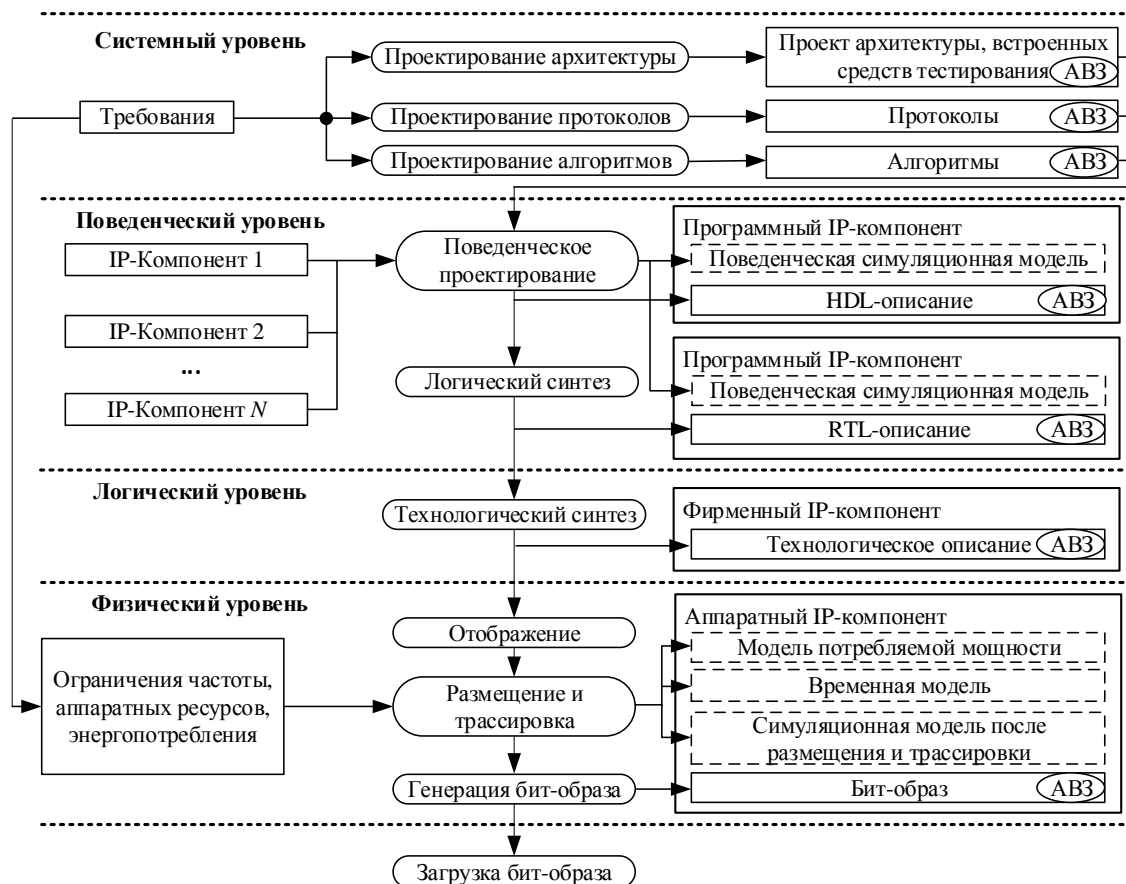 Системный уровень
Проектирование архитектуры
Проект архитектуры, встроенных
средств тестирования
АВЗ
Требования
Проектирование протоколов
Протоколы
АВЗ
Проектирование алгоритмов
Алгоритмы
АВЗ
Поведенческий уровень
IP-Компонент 1
IP-Компонент 2
...
IP-Компонент N
Поведенческое
проектирование
Программный IP-компонент
Поведенческая симуляционная модель
HDL-описание
АВЗ
Логический синтез
Программный IP-компонент
Поведенческая симуляционная модель
RTL-описание
АВЗ
Логический уровень
Технологический синтез
Фирменный IP-компонент
Технологическое описание
АВЗ
Физический уровень
Ограничения частоты,
аппаратных ресурсов,
энергопотребления
Отображение
Размещение и
трассировка
Генерация бит-образа
Аппаратный IP-компонент
Модель потребляемой мощности
Временная модель
Симуляционная модель после
размещения и трассировки
Бит-образ
АВЗ
Загрузка бит-образа